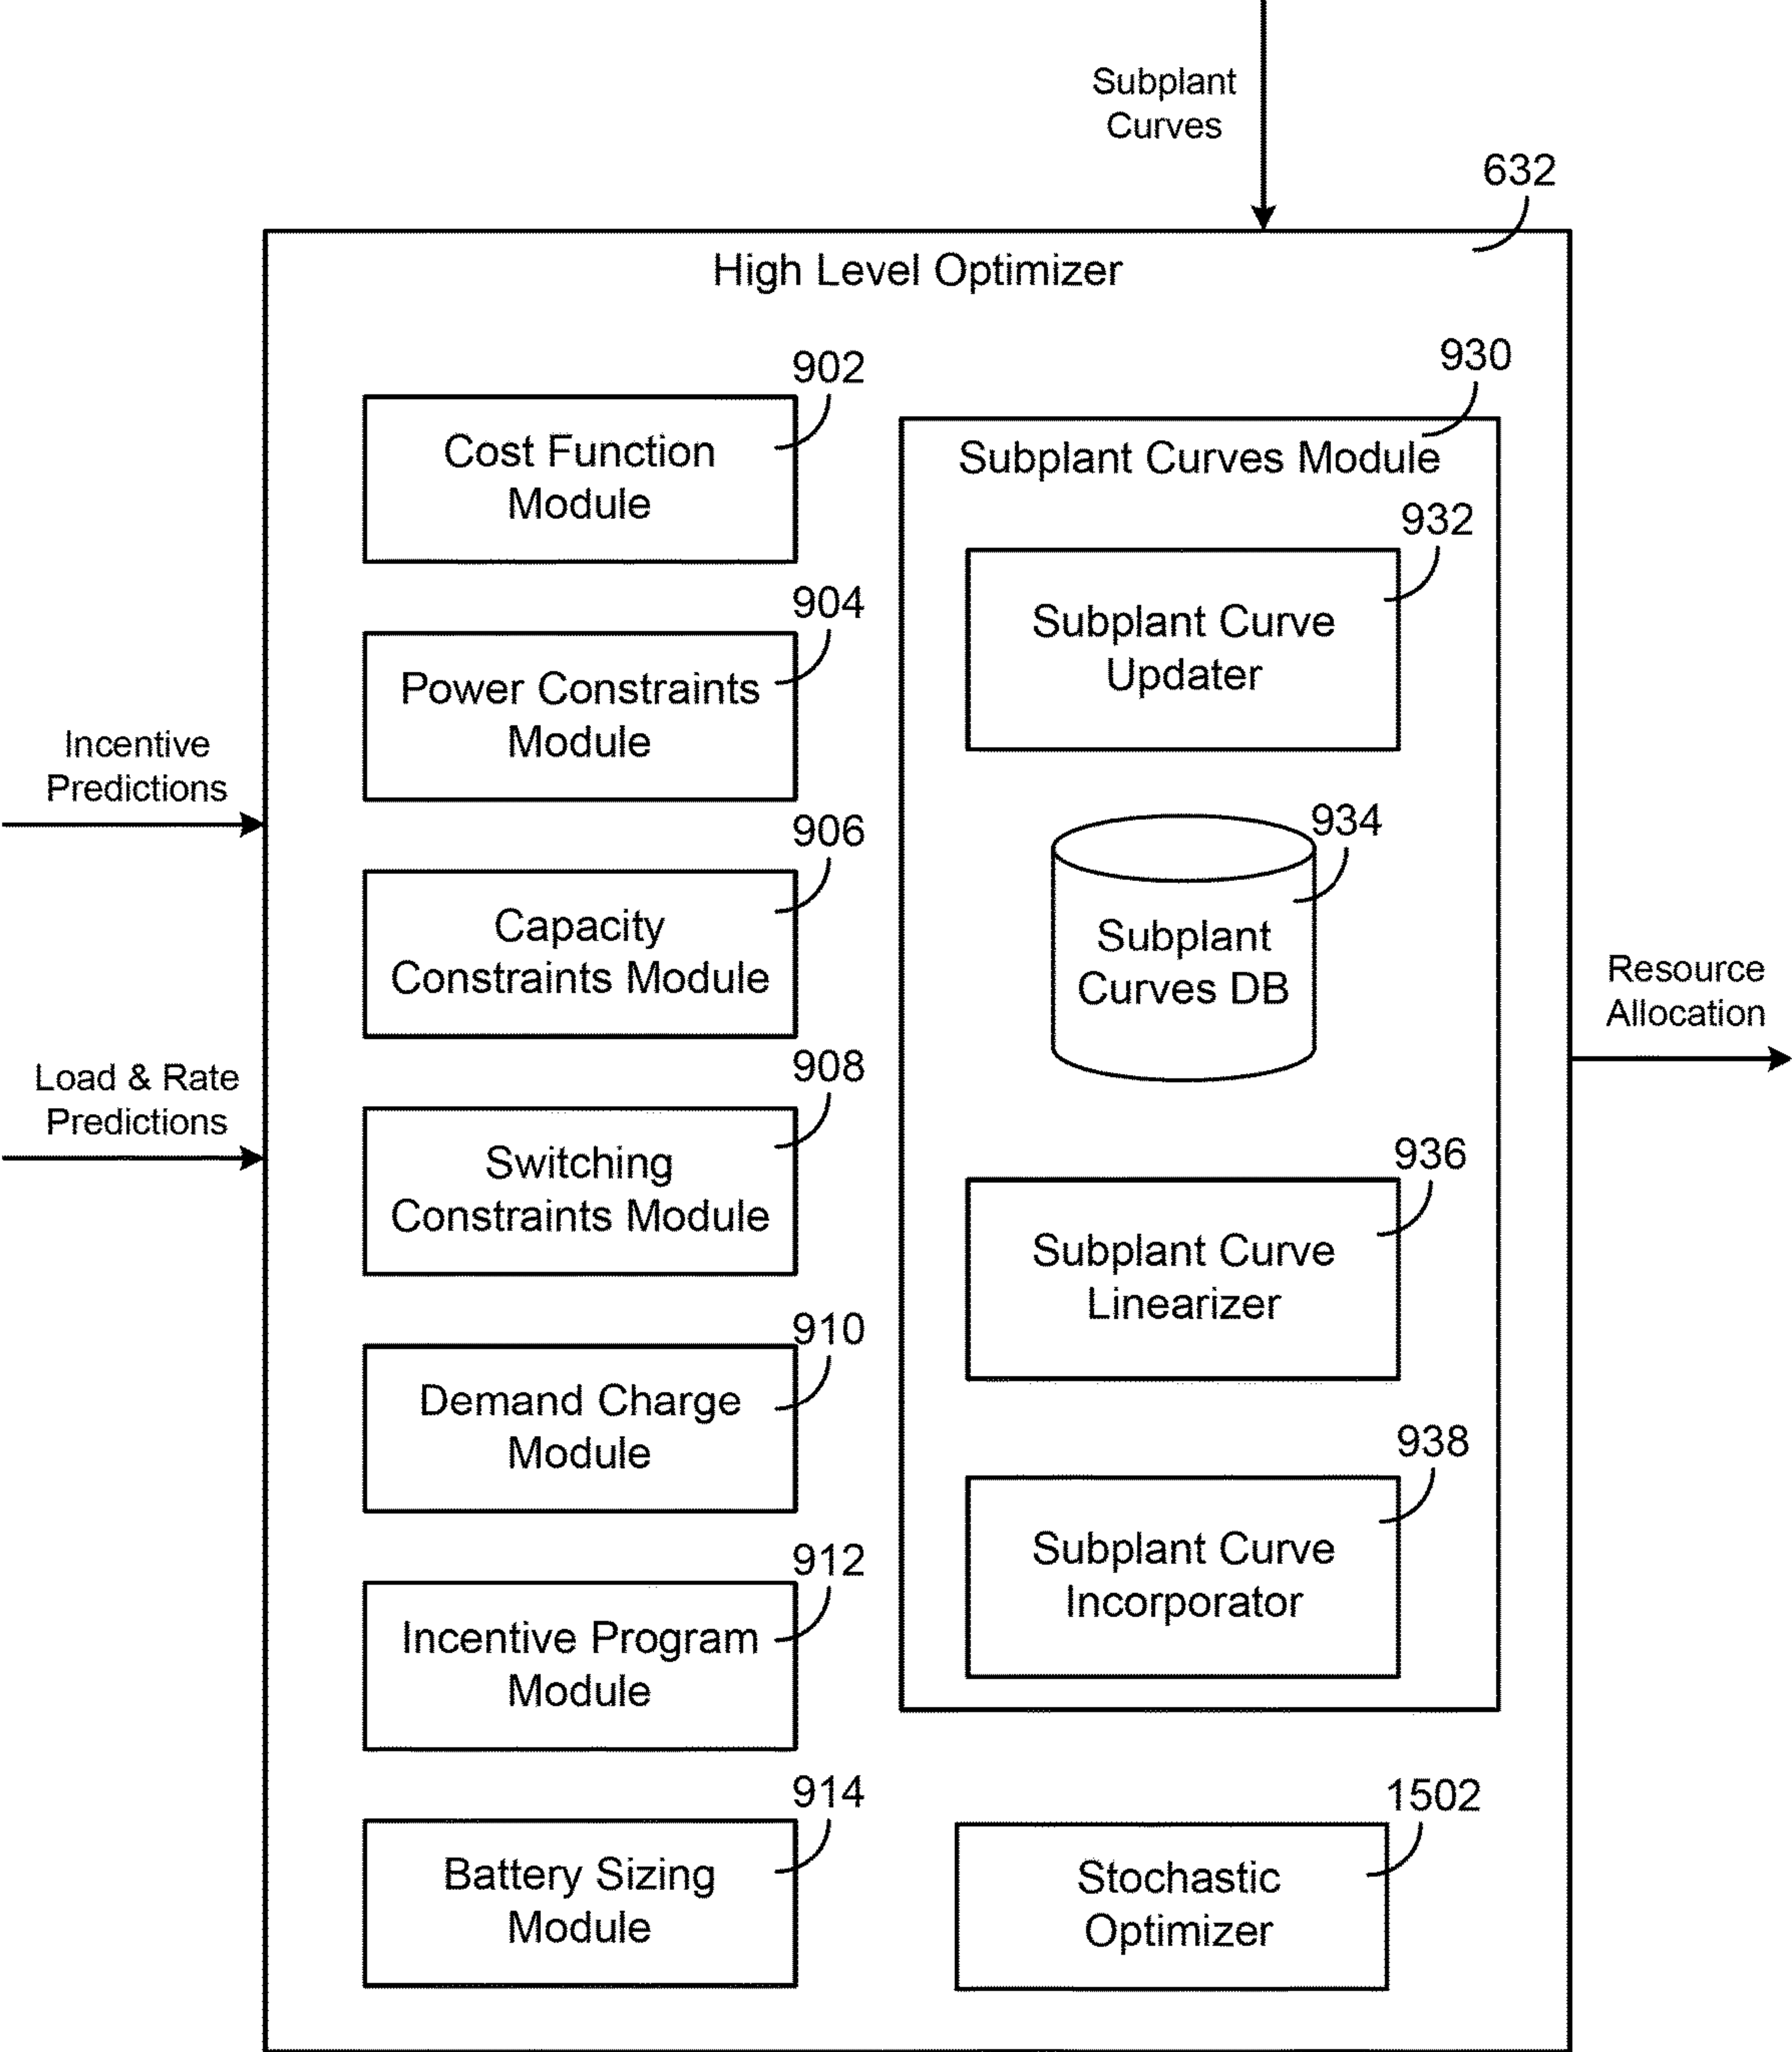 Subplant
Curves
632
High Level Optimizer
902
Cost Function
Module
904
Power Constraints
Module
906
Capacity
Constraints Module
908
Switching
Constraints Module
910
Demand Charge
Module
912
Incentive Program
Module
914
Battery Sizing
Module
930
Subplant Curves Module
932
Subplant Curve
Updater
934
Subplant
Curves DB
936
Subplant Curve
Linearizer
938
Subplant Curve
Incorporator
1502
Stochastic
Optimizer
Incentive
Predictions
Load & Rate
Predictions
Resource
Allocation